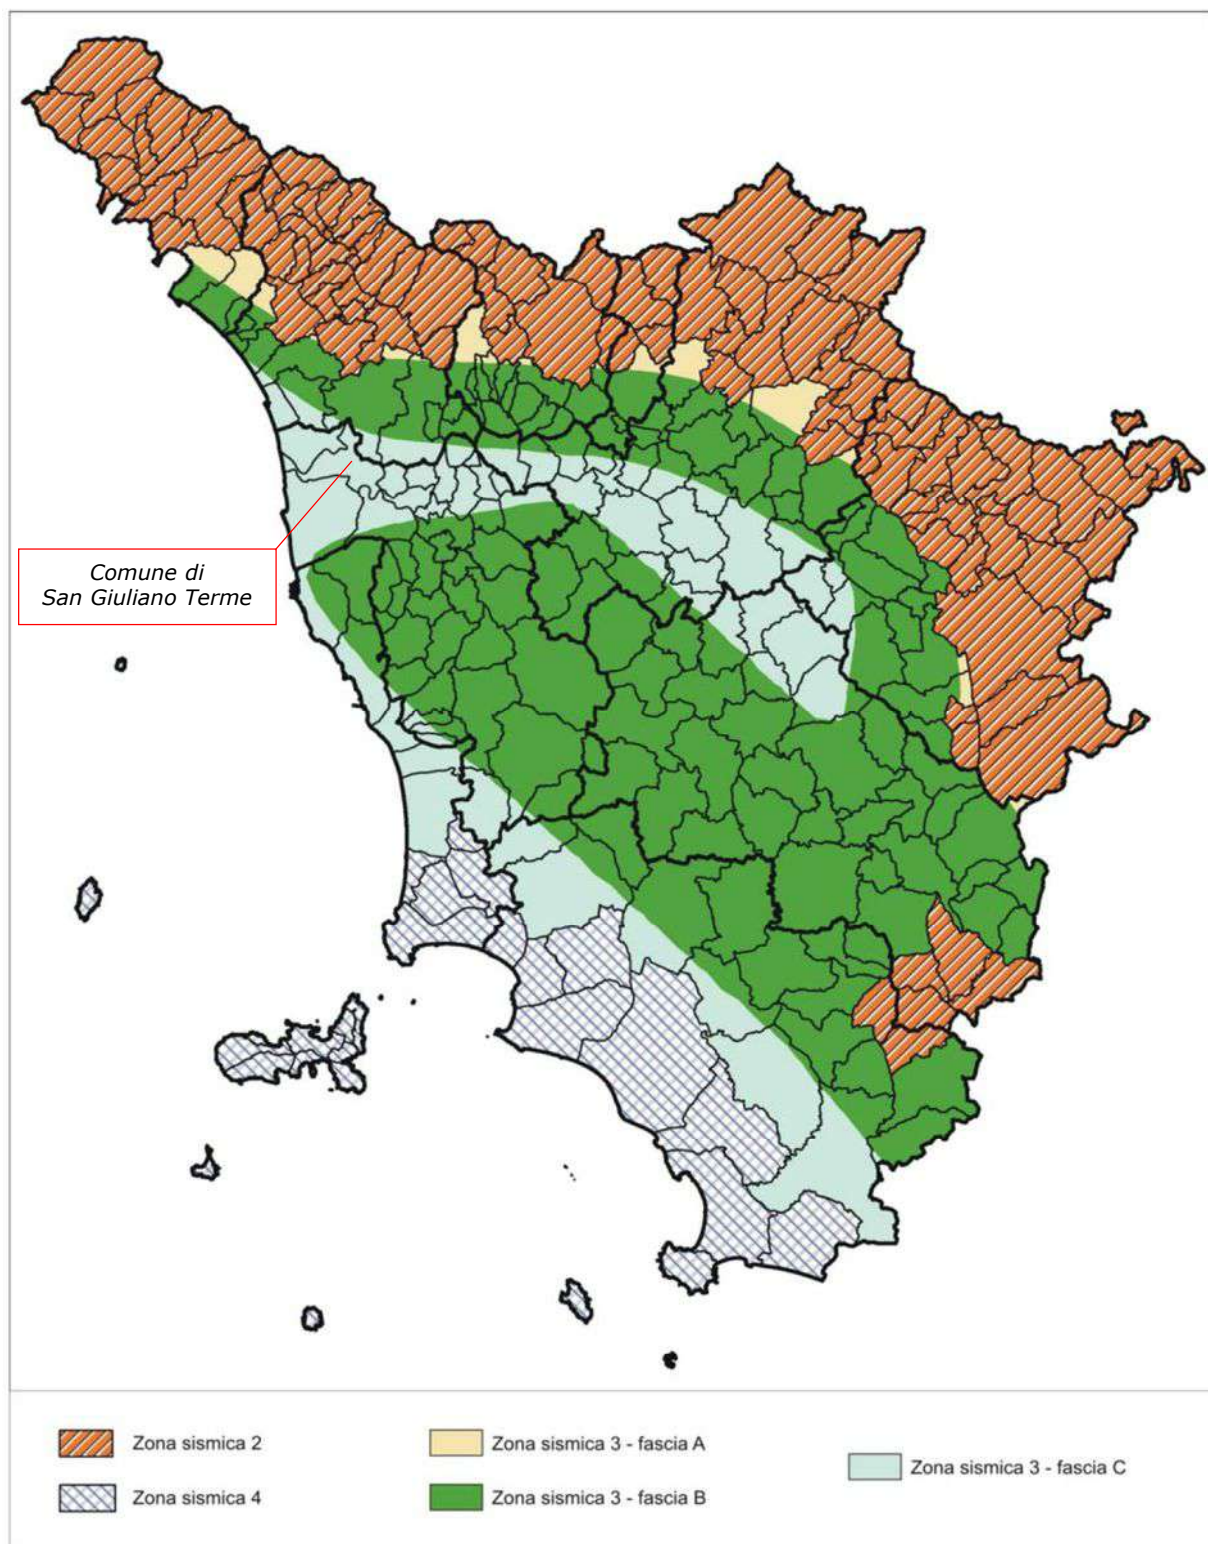 Comune di
San Giuliano Terme
Zona sismica 2
Zona sismica 3 - fascia A
Zona sismica 3 - fascia C
Zona sismica 4
Zona sismica 3 - fascia B